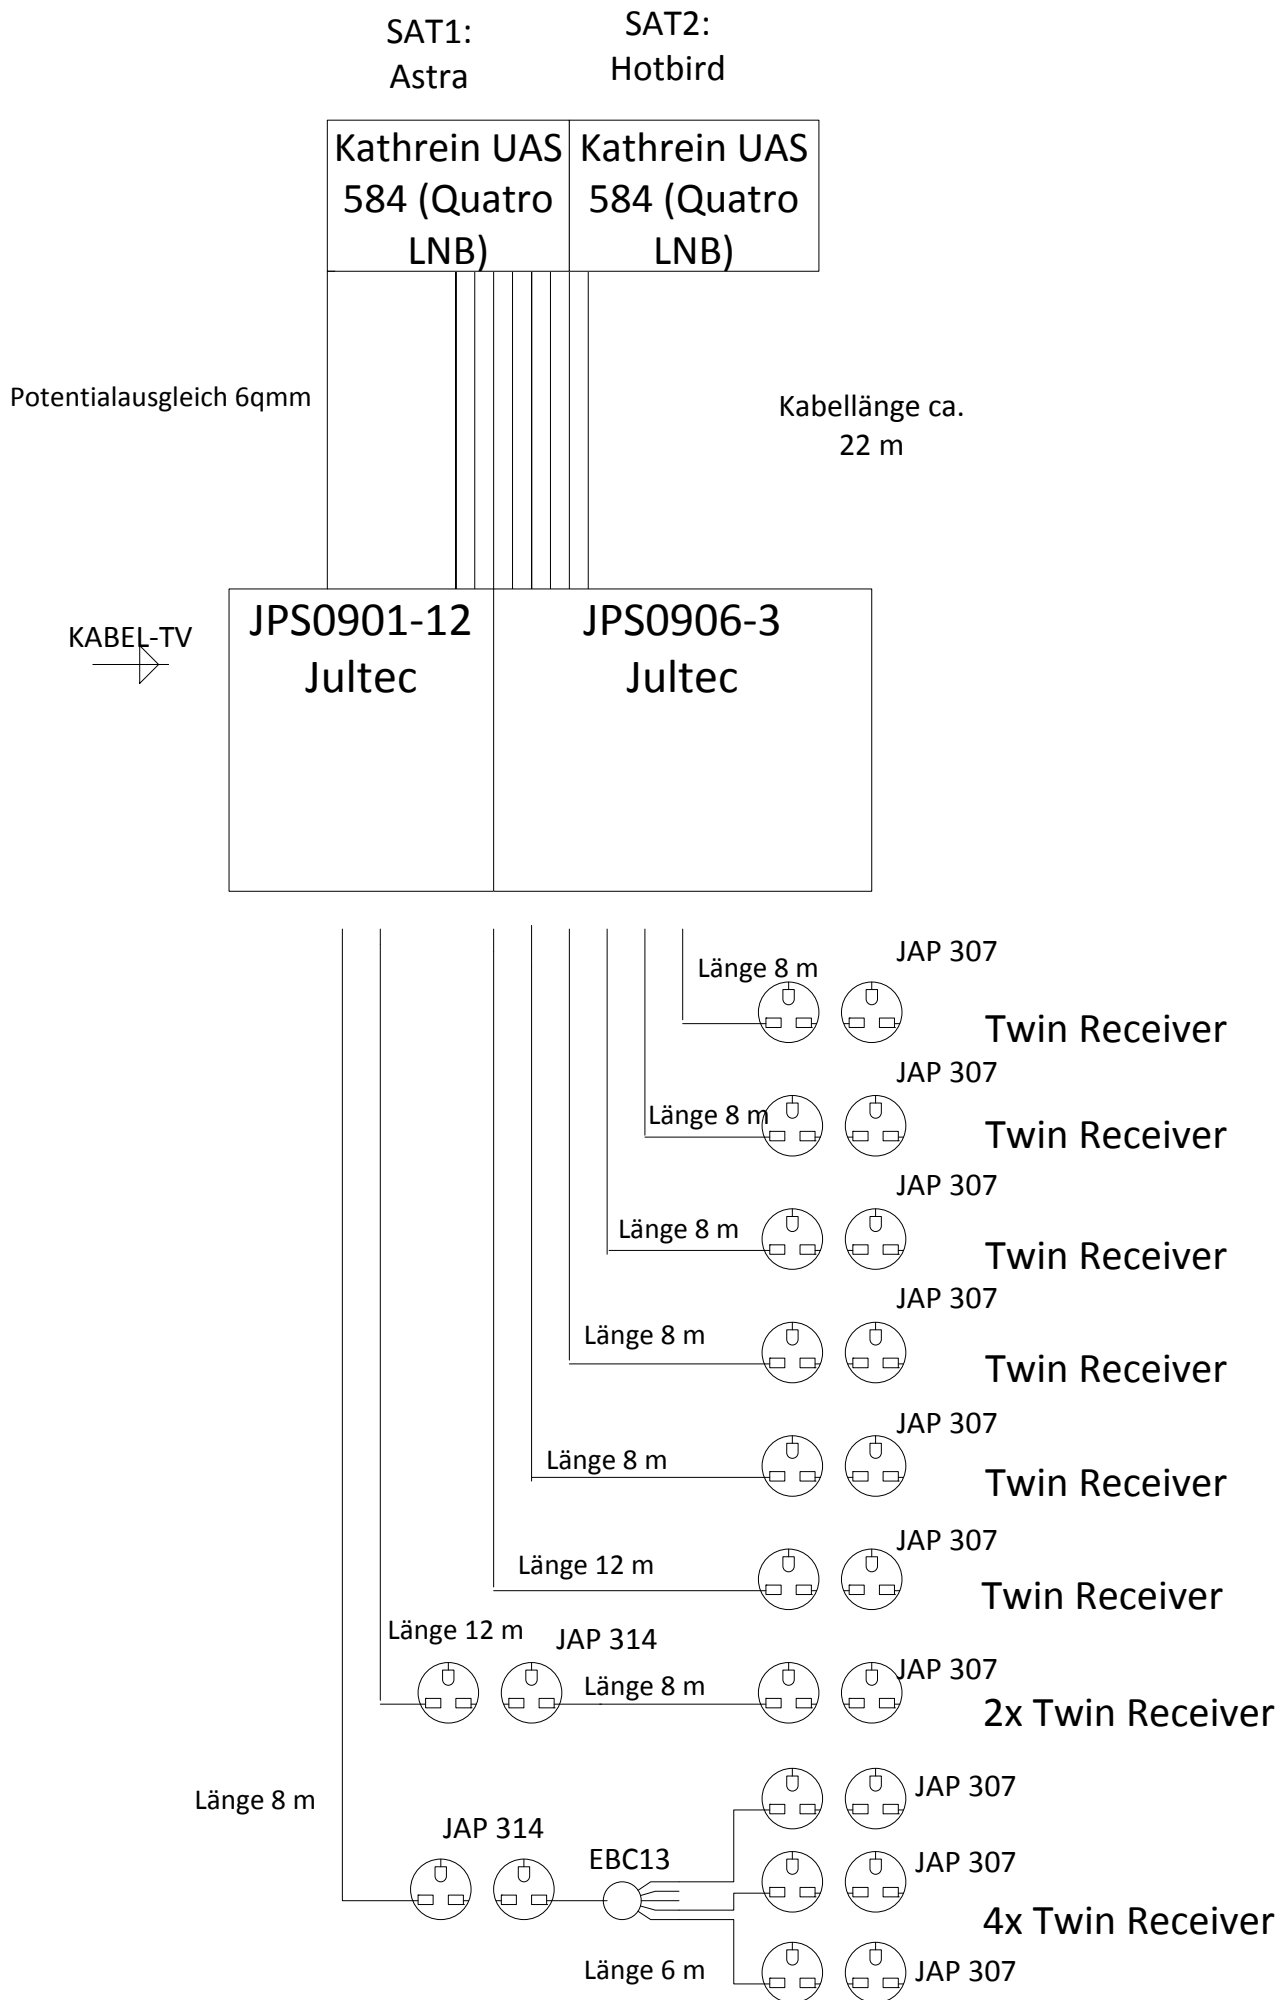 SAT1:
Astra
SAT2:
Hotbird
Kathrein UAS
584 (Quatro
LNB)
Kathrein UAS
584 (Quatro
LNB)
Potentialausgleich 6qmm
Kabellänge ca.
22 m
KABEL-TV
JPS0901-12
Jultec
JPS0906-3
Jultec
Länge 8 m
JAP 307
Twin Receiver
JAP 307
Länge 8 m
Twin Receiver
JAP 307
Länge 8 m
Twin Receiver
JAP 307
Länge 8 m
Twin Receiver
JAP 307
Länge 8 m
Twin Receiver
JAP 307
Länge 12 m
Twin Receiver
Länge 12 m
JAP 314
Länge 8 m
JAP 307
2x Twin Receiver
Länge 8 m
JAP 314
EBC13
JAP 307
JAP 307
4x Twin Receiver
Länge 6 m
JAP 307